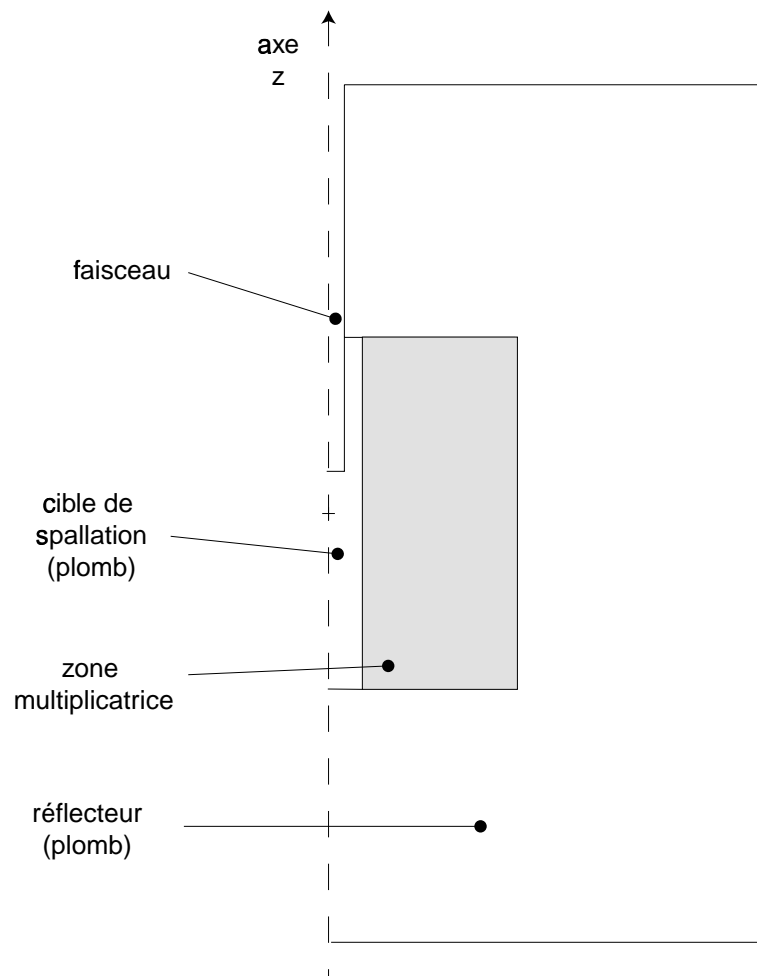 axe
z
faisceau
cible de
spallation
(plomb)
zone
multiplicatrice
réflecteur
(plomb)